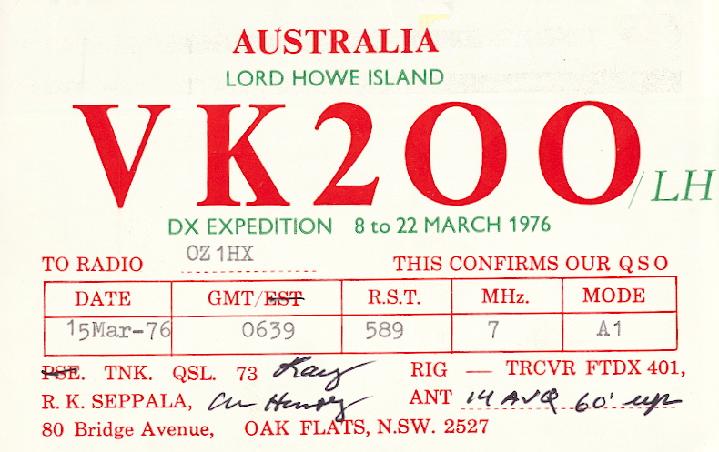 AUSTRALIA
LORD HOWE ISLAND
VK2OO/LH
DX EXPEDITION 8 to 22 MARCH 1976
TO RADIO OZ1HX THIS CONFIRMS OUR QSO
DATE GMT/EST R.S.T. MHz. MODE
15Mar-76 0639 589 7 A1
PSE. TNK. QSL. 73 RIG — TRCVR FTDX 401,
R. K. SEPPALA, ANT 14 AVQ 60' up
80 Bridge Avenue, OAK FLATS, N.SW. 2527